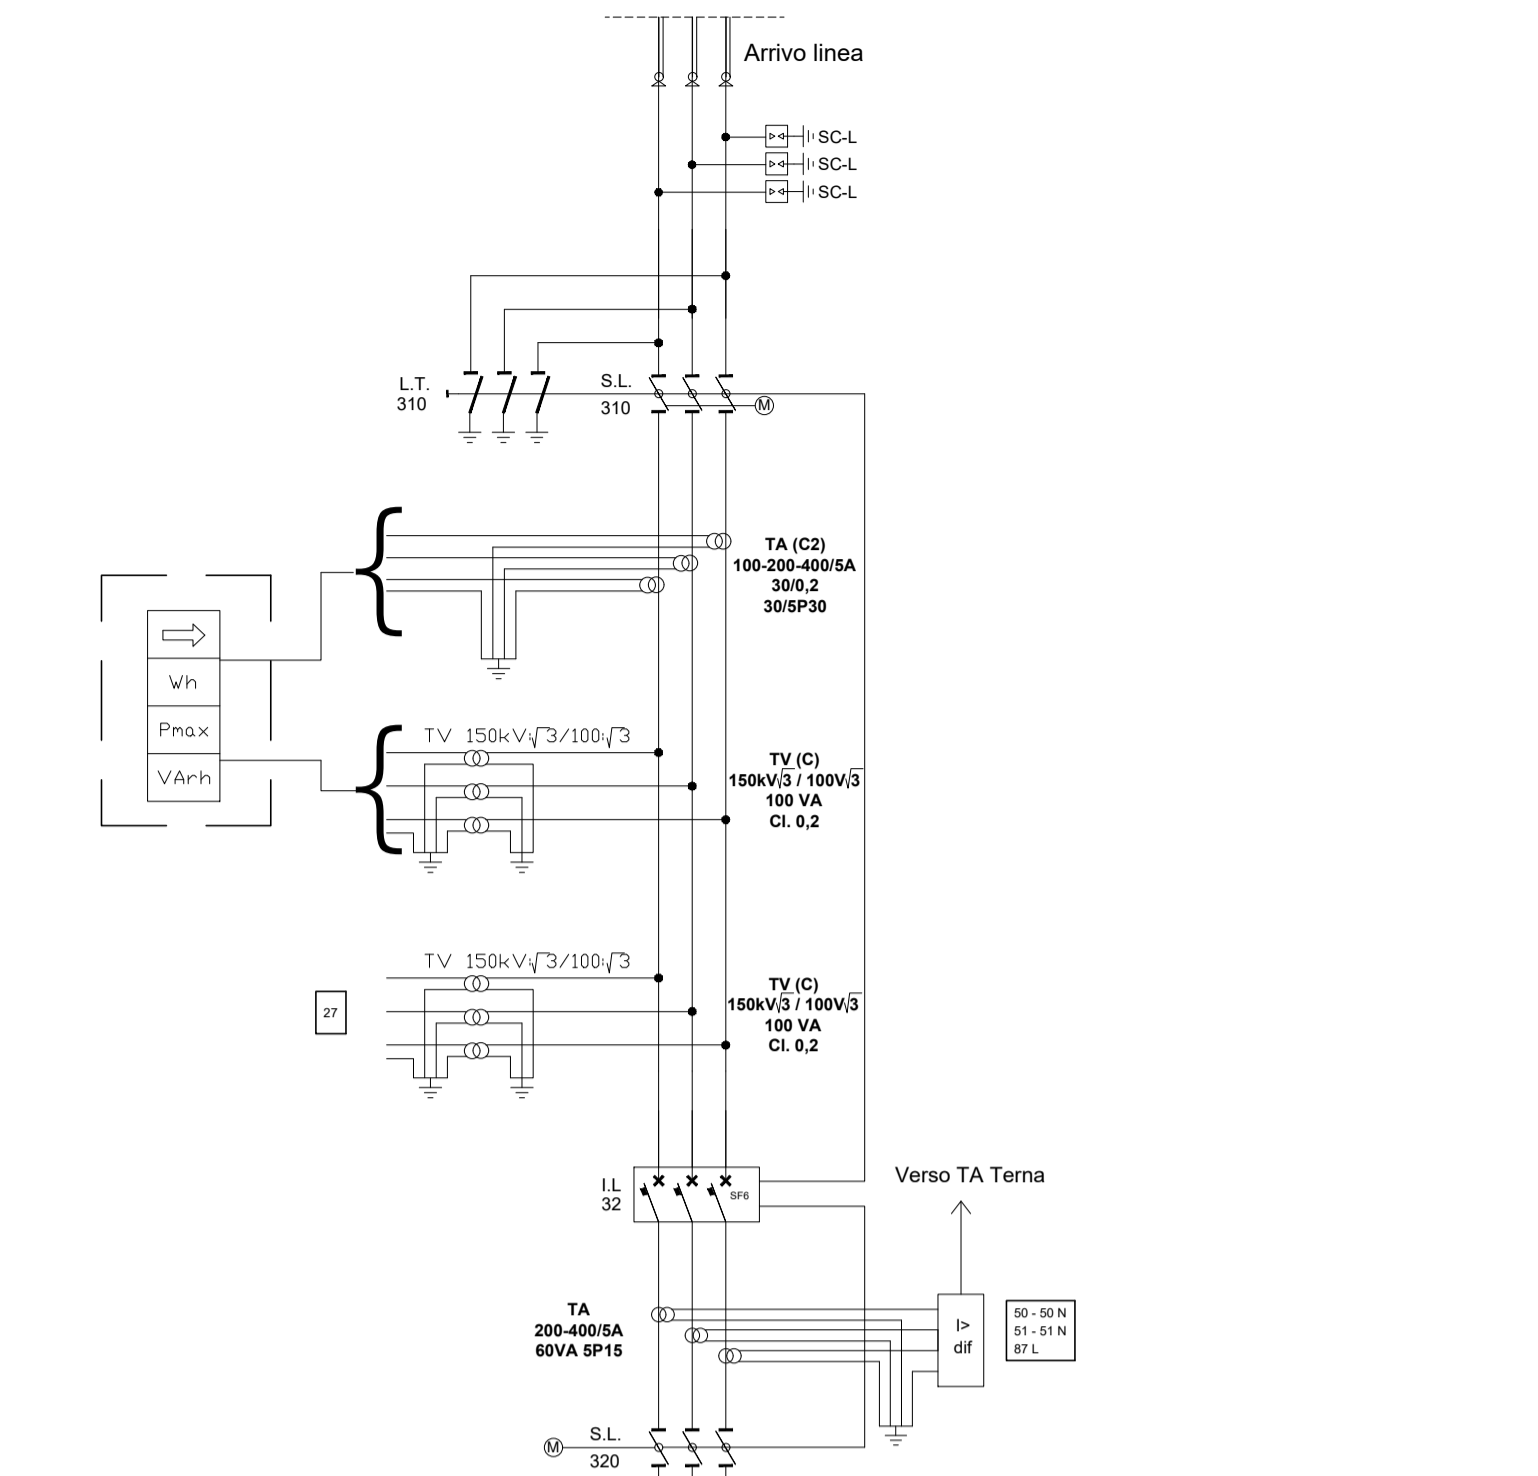 Arrivo linea
SC-L
SC-L
SC-L
L.T.
310
S.L.
310
M
TA (C2)
100-200-400/5A
30/0,2
30/5P30
Wh
Pmax
VArh
TV 150kV:√3/100:√3
TV (C)
150kV√3 / 100V√3
100 VA
Cl. 0,2
TV 150kV:√3/100:√3
27
TV (C)
150kV√3 / 100V√3
100 VA
Cl. 0,2
I.L
32
SF6
Verso TA Terna
TA
200-400/5A
60VA 5P15
I>
dif
50 - 50 N
51 - 51 N
87 L
M
S.L.
320